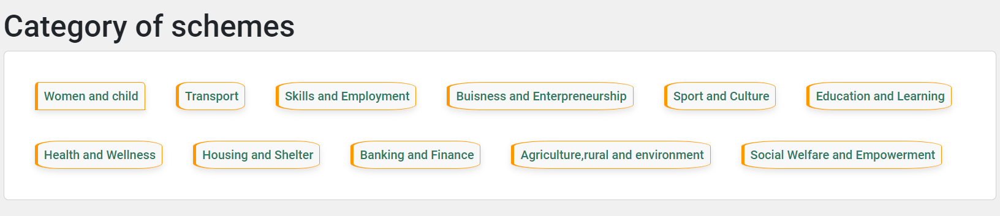 Category of schemes
Women and child Transport Skills and Employment Buisness and Enterpreneurship Sport and Culture Education and Learning
Health and Wellness Housing and Shelter Banking and Finance Agriculture,rural and environment Social Welfare and Empowerment